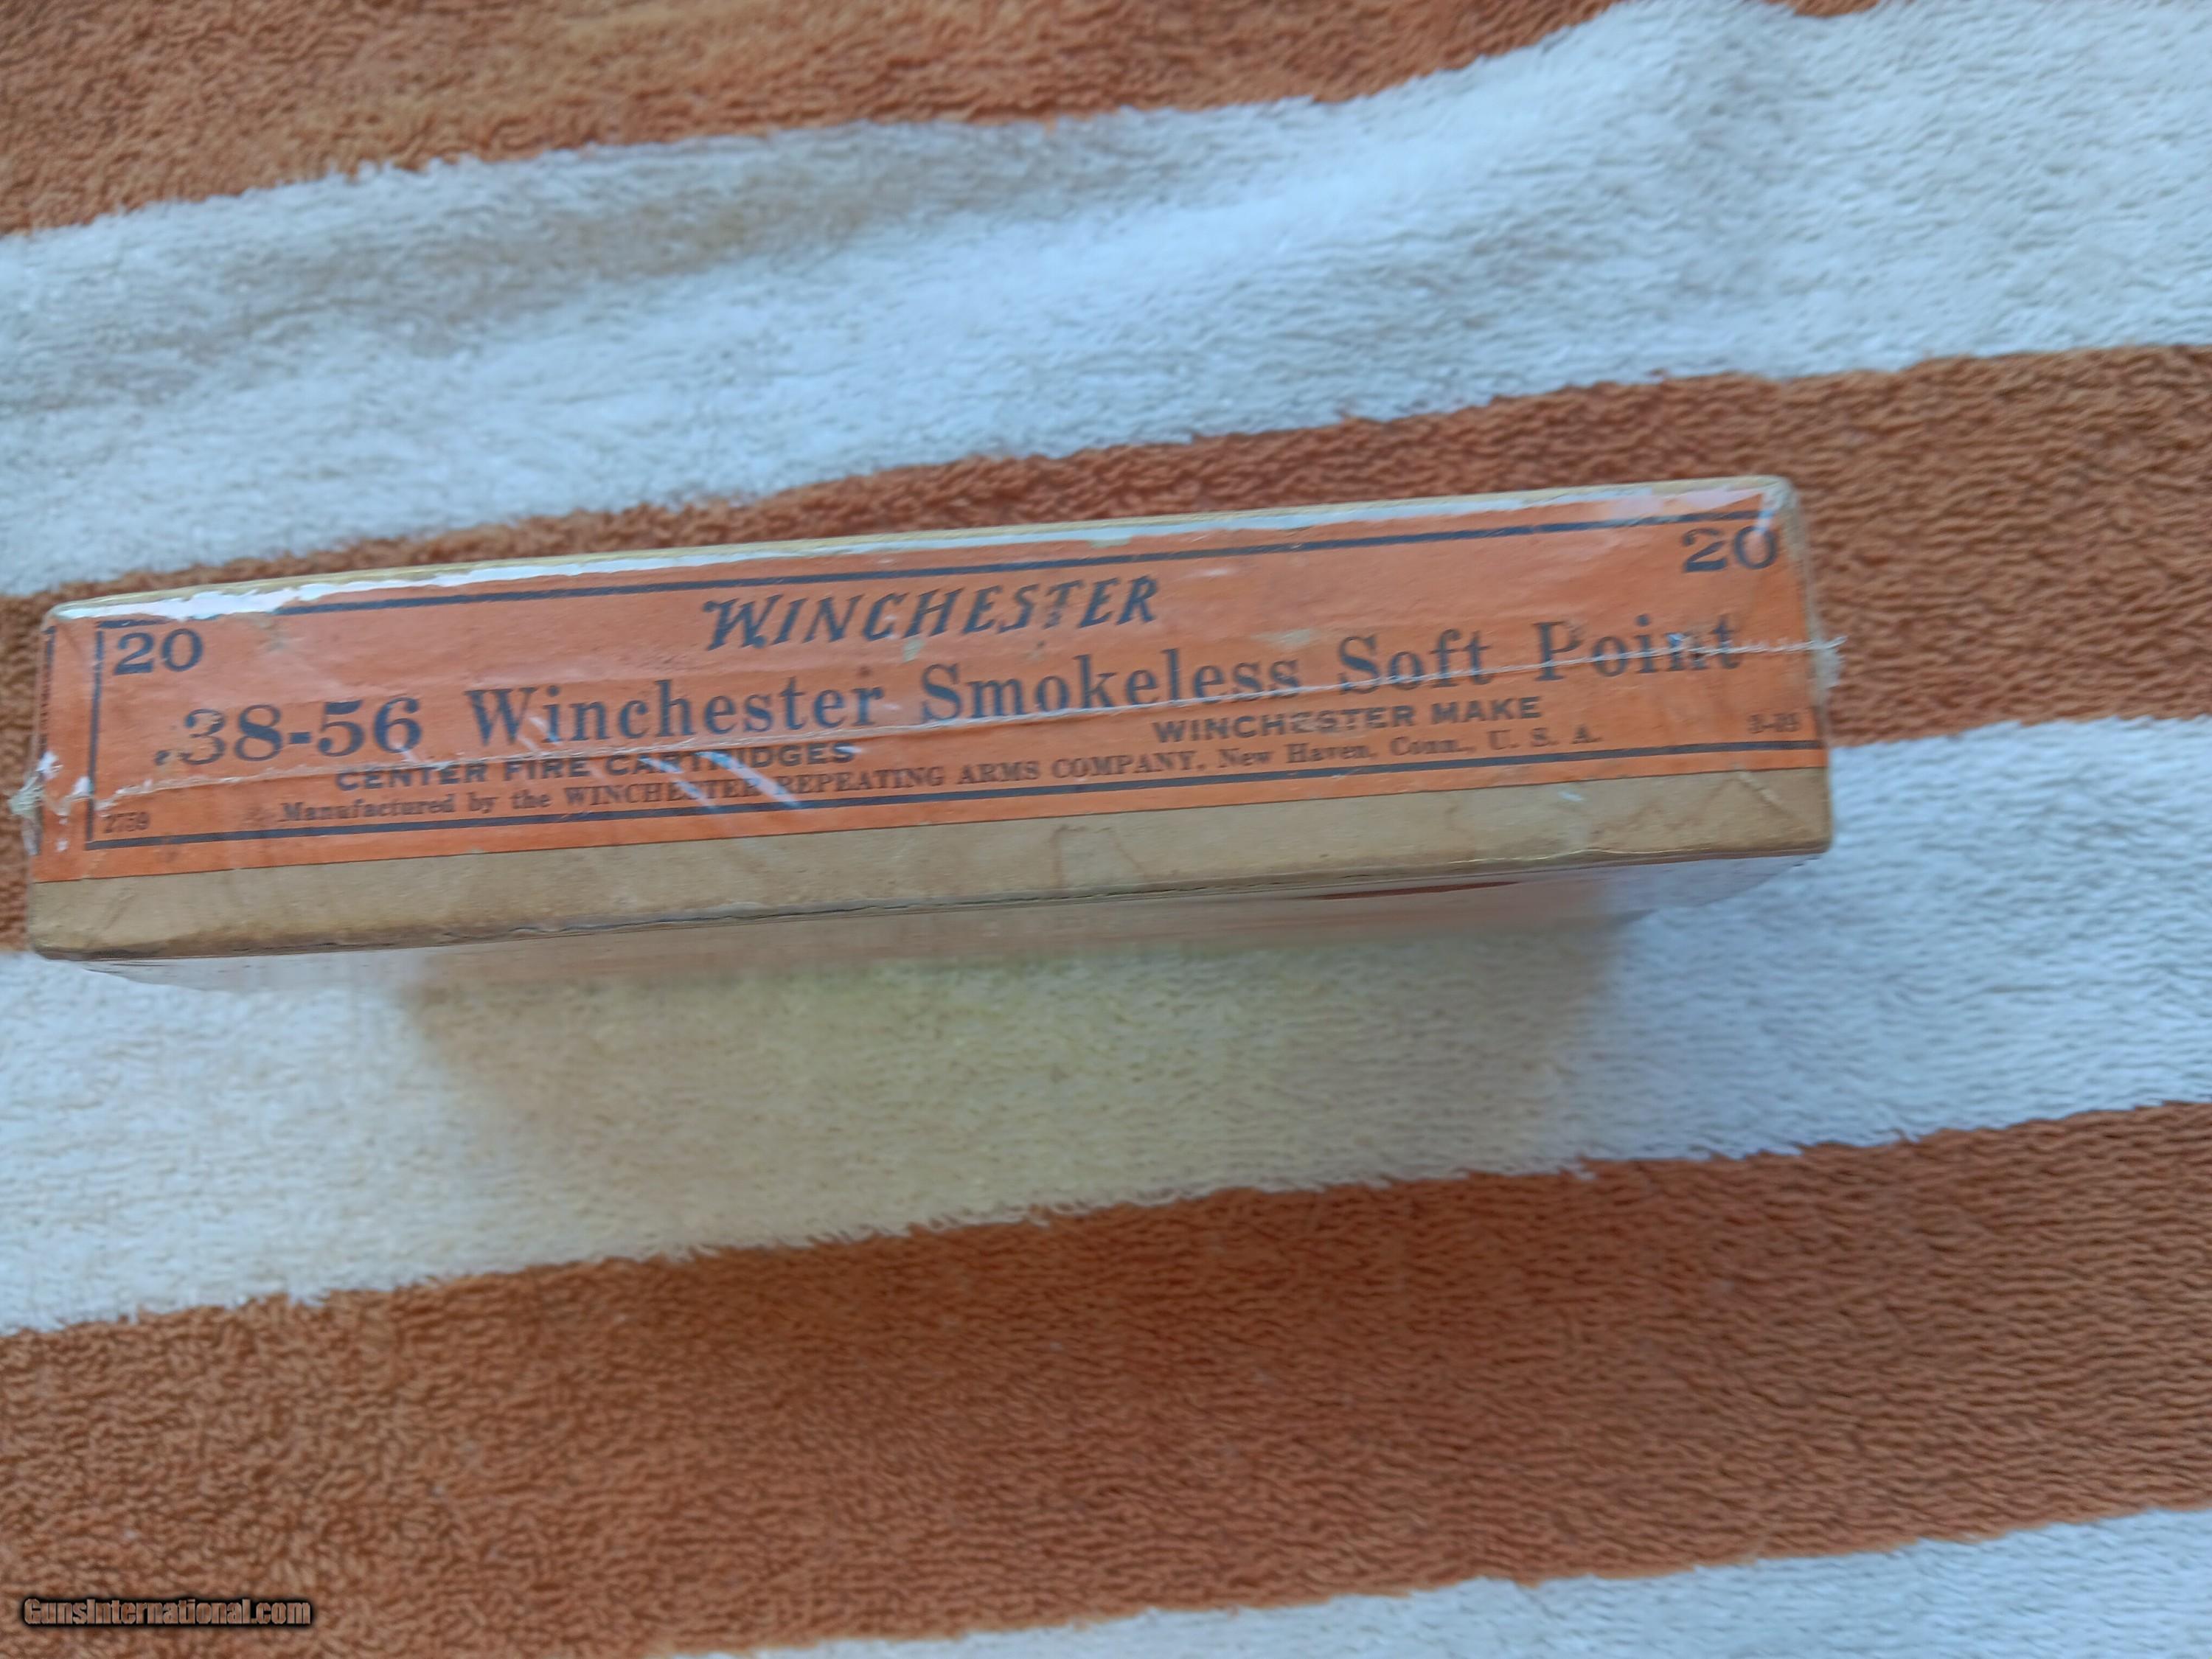 20 WINCHESTER 20
.38-56 Winchester Smokeless Soft Point
CENTER FIRE CARTRIDGES WINCHESTER MAKE
Manufactured by the WINCHESTER REPEATING ARMS COMPANY, New Haven, Conn., U. S. A.
2759
GunsInternational.com